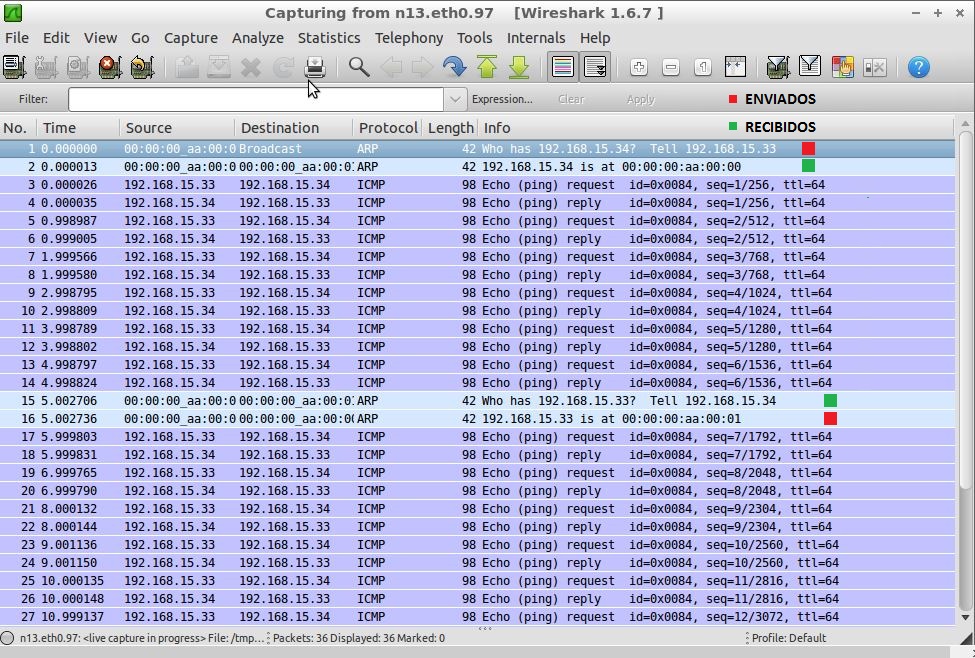 Capturing from n13.eth0.97 [Wireshark 1.6.7 ]
File Edit View Go Capture Analyze Statistics Telephony Tools Internals Help
Filter: Expression... Clear Apply
ENVIADOS
RECIBIDOS
No. Time Source Destination Protocol Length Info
1 0.000000 00:00:00_aa:00:0 Broadcast ARP 42 Who has 192.168.15.34? Tell 192.168.15.33
2 0.000013 00:00:00_aa:00:0 00:00:00_aa:00:0 ARP 42 192.168.15.34 is at 00:00:00:aa:00:00
3 0.000026 192.168.15.33 192.168.15.34 ICMP 98 Echo (ping) request id=0x0084, seq=1/256, ttl=64
4 0.000035 192.168.15.34 192.168.15.33 ICMP 98 Echo (ping) reply id=0x0084, seq=1/256, ttl=64
5 0.998987 192.168.15.33 192.168.15.34 ICMP 98 Echo (ping) request id=0x0084, seq=2/512, ttl=64
6 0.999005 192.168.15.34 192.168.15.33 ICMP 98 Echo (ping) reply id=0x0084, seq=2/512, ttl=64
7 1.999566 192.168.15.33 192.168.15.34 ICMP 98 Echo (ping) request id=0x0084, seq=3/768, ttl=64
8 1.999580 192.168.15.34 192.168.15.33 ICMP 98 Echo (ping) reply id=0x0084, seq=3/768, ttl=64
9 2.998795 192.168.15.33 192.168.15.34 ICMP 98 Echo (ping) request id=0x0084, seq=4/1024, ttl=64
10 2.998809 192.168.15.34 192.168.15.33 ICMP 98 Echo (ping) reply id=0x0084, seq=4/1024, ttl=64
11 3.998789 192.168.15.33 192.168.15.34 ICMP 98 Echo (ping) request id=0x0084, seq=5/1280, ttl=64
12 3.998802 192.168.15.34 192.168.15.33 ICMP 98 Echo (ping) reply id=0x0084, seq=5/1280, ttl=64
13 4.998797 192.168.15.33 192.168.15.34 ICMP 98 Echo (ping) request id=0x0084, seq=6/1536, ttl=64
14 4.998824 192.168.15.34 192.168.15.33 ICMP 98 Echo (ping) reply id=0x0084, seq=6/1536, ttl=64
15 5.002706 00:00:00_aa:00:0 00:00:00_aa:00:0 ARP 42 Who has 192.168.15.33? Tell 192.168.15.34
16 5.002736 00:00:00_aa:00:0 00:00:00_aa:00:0 ARP 42 192.168.15.33 is at 00:00:00:aa:00:01
17 5.999803 192.168.15.33 192.168.15.34 ICMP 98 Echo (ping) request id=0x0084, seq=7/1792, ttl=64
18 5.999831 192.168.15.34 192.168.15.33 ICMP 98 Echo (ping) reply id=0x0084, seq=7/1792, ttl=64
19 6.999765 192.168.15.33 192.168.15.34 ICMP 98 Echo (ping) request id=0x0084, seq=8/2048, ttl=64
20 6.999790 192.168.15.34 192.168.15.33 ICMP 98 Echo (ping) reply id=0x0084, seq=8/2048, ttl=64
21 8.000132 192.168.15.33 192.168.15.34 ICMP 98 Echo (ping) request id=0x0084, seq=9/2304, ttl=64
22 8.000144 192.168.15.34 192.168.15.33 ICMP 98 Echo (ping) reply id=0x0084, seq=9/2304, ttl=64
23 9.001136 192.168.15.33 192.168.15.34 ICMP 98 Echo (ping) request id=0x0084, seq=10/2560, ttl=64
24 9.001150 192.168.15.34 192.168.15.33 ICMP 98 Echo (ping) reply id=0x0084, seq=10/2560, ttl=64
25 10.000135 192.168.15.33 192.168.15.34 ICMP 98 Echo (ping) request id=0x0084, seq=11/2816, ttl=64
26 10.000148 192.168.15.34 192.168.15.33 ICMP 98 Echo (ping) reply id=0x0084, seq=11/2816, ttl=64
27 10.999137 192.168.15.33 192.168.15.34 ICMP 98 Echo (ping) request id=0x0084, seq=12/3072, ttl=64
n13.eth0.97: <live capture in progress> File: /tmp... Packets: 36 Displayed: 36 Marked: 0 Profile: Default